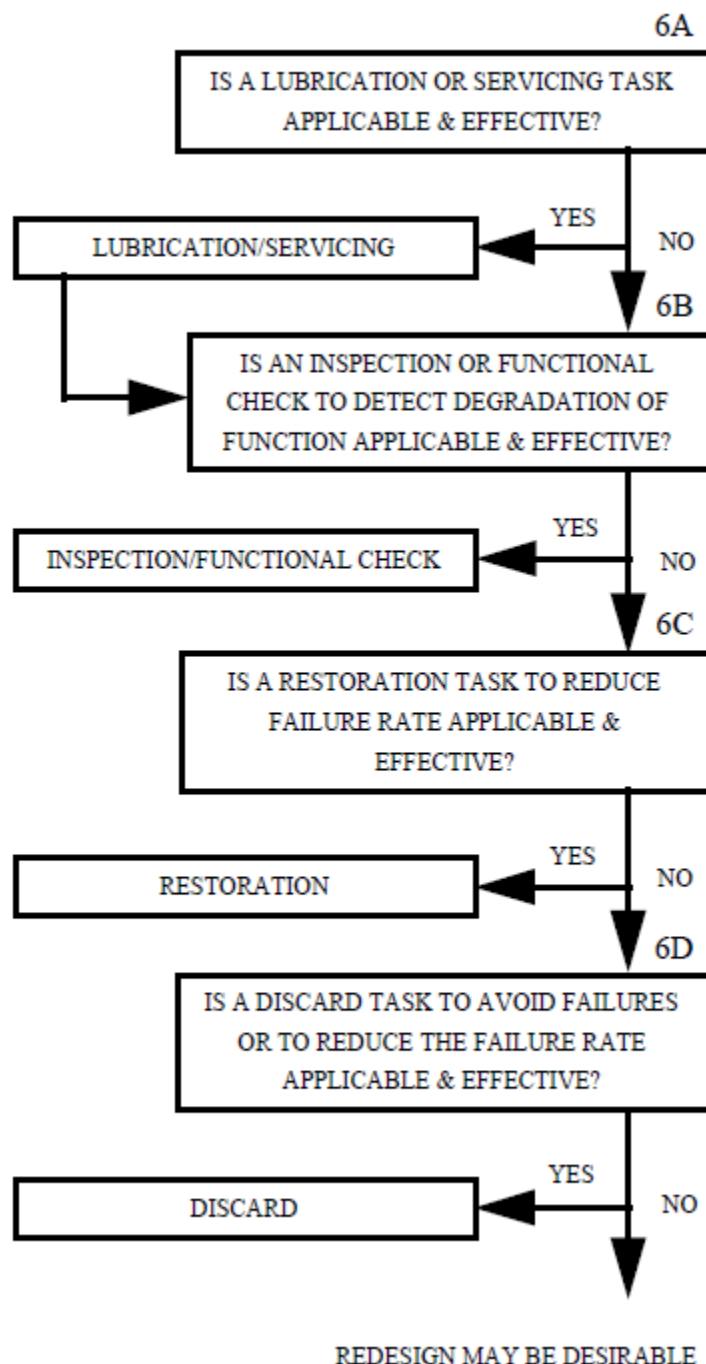 6A
IS A LUBRICATION OR SERVICING TASK
APPLICABLE & EFFECTIVE?
YES
NO
LUBRICATION/SERVICING
6B
IS AN INSPECTION OR FUNCTIONAL
CHECK TO DETECT DEGRADATION OF
FUNCTION APPLICABLE & EFFECTIVE?
YES
NO
INSPECTION/FUNCTIONAL CHECK
6C
IS A RESTORATION TASK TO REDUCE
FAILURE RATE APPLICABLE &
EFFECTIVE?
YES
NO
RESTORATION
6D
IS A DISCARD TASK TO AVOID FAILURES
OR TO REDUCE THE FAILURE RATE
APPLICABLE & EFFECTIVE?
YES
NO
DISCARD
REDESIGN MAY BE DESIRABLE